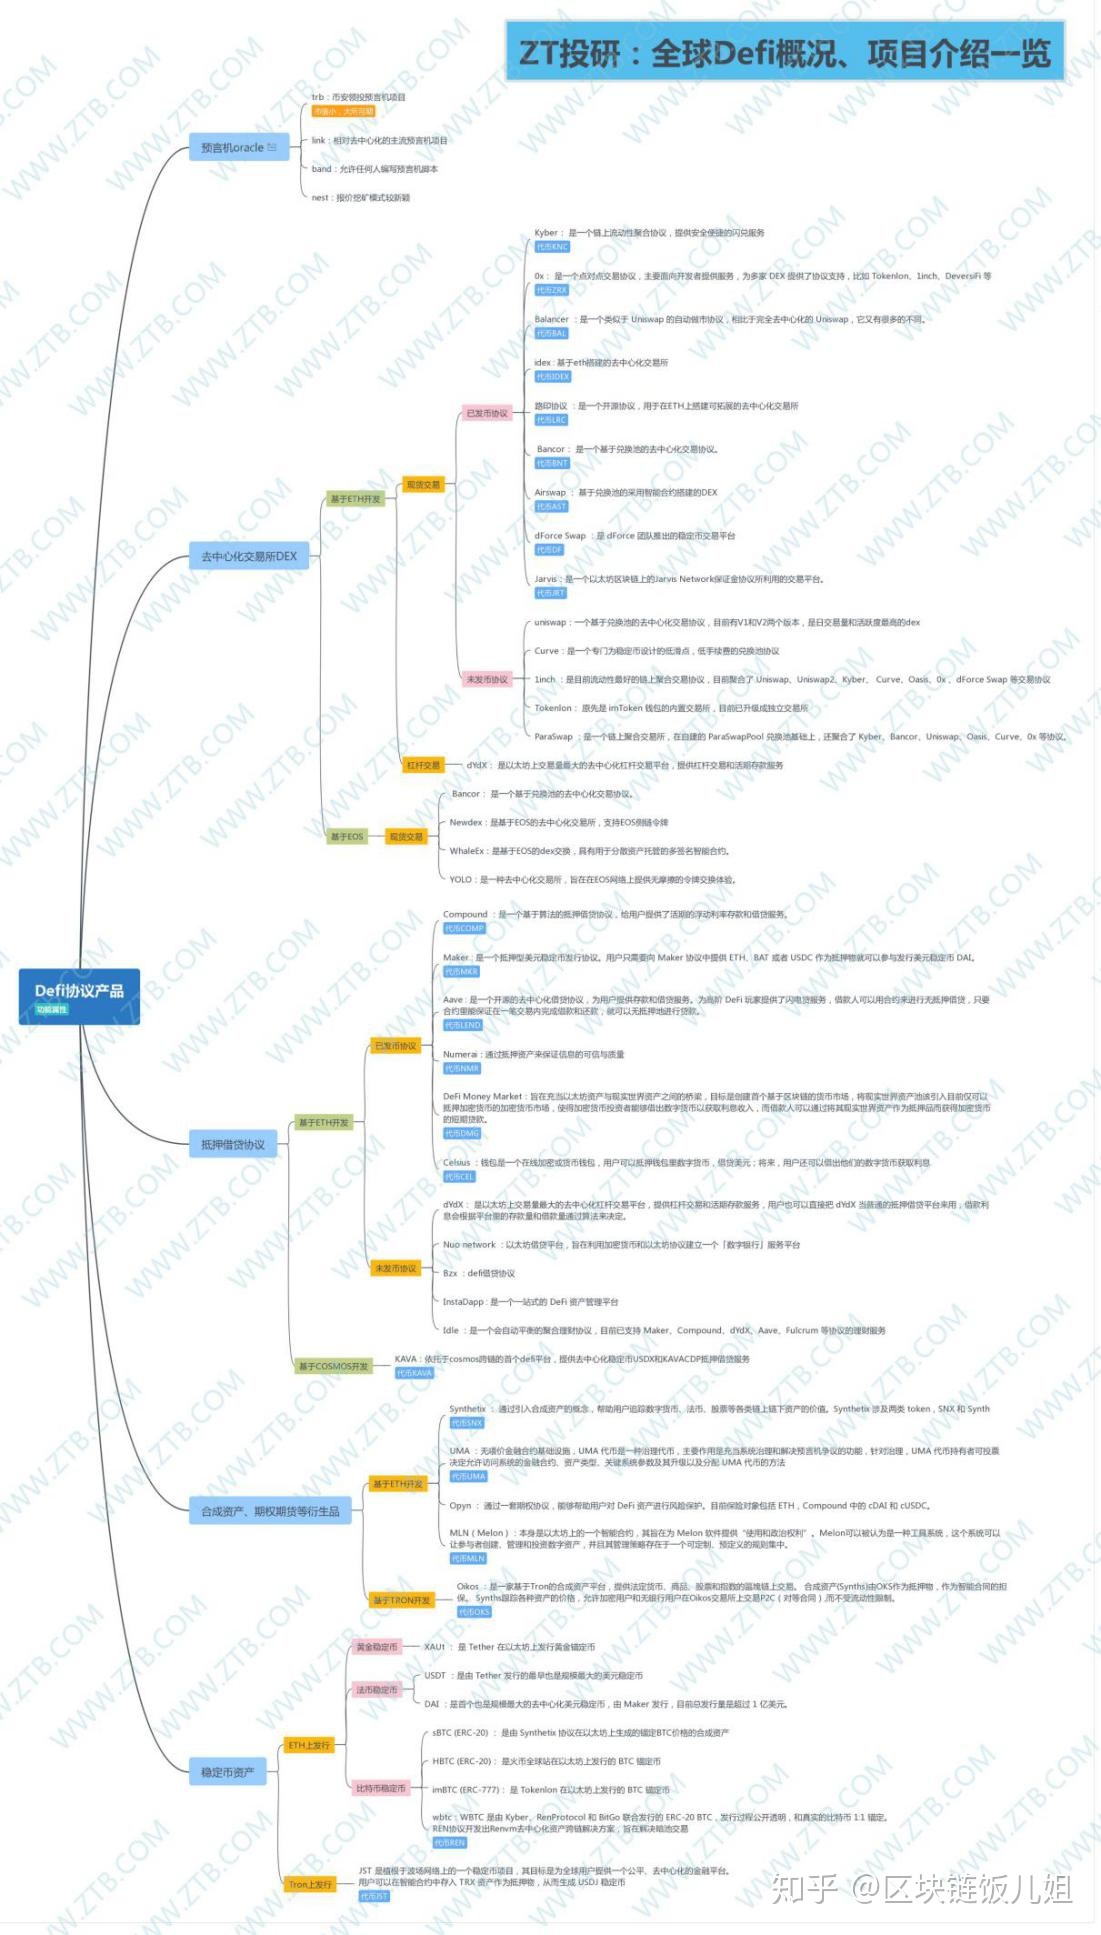 ZT投研：全球Defi概况、项目介绍一览
Defi协议产品
功能属性
预言机oracle
trb：币安领投预言机项目
市值小，大所可期
link：相对去中心化的主流预言机项目
band：允许任何人编写预言机脚本
nest：报价挖矿模式较新颖
去中心化交易所DEX
基于ETH开发
现货交易
已发币协议
Kyber： 是一个链上流动性聚合协议，提供安全便捷的闪兑服务
代币KNC
0x： 是一个点对点交易协议，主要面向开发者提供服务，为多家 DEX 提供了协议支持，比如 Tokenlon、1inch、DeversiFi 等
代币ZRX
Balancer ：是一个类似于 Uniswap 的自动做市协议，相比于完全去中心化的 Uniswap，它又有很多的不同。
代币BAL
idex：基于eth搭建的去中心化交易所
代币IDEX
路印协议 ：是一个开源协议，用于在ETH上搭建可拓展的去中心化交易所
代币LRC
Bancor： 是一个基于兑换池的去中心化交易协议。
代币BNT
Airswap ： 基于兑换池的采用智能合约搭建的DEX
代币AST
dForce Swap ：是 dForce 团队推出的稳定币交易平台
代币DF
Jarvis：是一个以太坊区块链上的Jarvis Network保证金协议所利用的交易平台。
代币JRT
未发币协议
uniswap：一个基于兑换池的去中心化交易协议，目前有V1和V2两个版本，是日交易量和活跃度最高的dex
Curve：是一个专门为稳定币设计的低滑点，低手续费的兑换池协议
1inch ：是目前流动性最好的链上聚合交易协议，目前聚合了 Uniswap、Uniswap2、Kyber、 Curve、Oasis、0x 、dForce Swap 等交易协议
Tokenlon： 原先是 imToken 钱包的内置交易所，目前已升级成独立交易所
ParaSwap ：是一个链上聚合交易所，在自建的 ParaSwapPool 兑换池基础上，还聚合了 Kyber、Bancor、Uniswap、Oasis、Curve、0x 等协议。
杠杆交易
dYdX： 是以太坊上交易量最大的去中心化杠杆交易平台，提供杠杆交易和活期存款服务
基于EOS
现货交易
Bancor： 是一个基于兑换池的去中心化交易协议。
Newdex：是基于EOS的去中心化交易所，支持EOS侧链令牌
WhaleEx：是基于EOS的dex交换，具有用于分散资产托管的多签名智能合约。
YOLO：是一种去中心化交易所，旨在在EOS网络上提供无摩擦的令牌交换体验。
抵押借贷协议
基于ETH开发
已发币协议
Compound ：是一个基于算法的抵押借贷协议，给用户提供了活期的浮动利率存款和借贷服务。
代币COMP
Maker：是一个抵押型美元稳定币发行协议。用户只需要向 Maker 协议中提供 ETH、BAT 或者 USDC 作为抵押物就可以参与发行美元稳定币 DAI。
代币MKR
Aave：是一个开源的去中心化借贷协议，为用户提供存款和借贷服务。为高阶 DeFi 玩家提供了闪电贷服务，借款人可以用合约来进行无抵押借贷，只要
合约里能保证在一笔交易内完成借款和还款，就可以无抵押地进行贷款。
代币LEND
Numerai：通过抵押资产来保证信息的可信与质量
代币NMR
DeFi Money Market：旨在充当以太坊资产与现实世界资产之间的桥梁，目标是创建首个基于区块链的货币市场，将现实世界资产池该引入目前仅可以
抵押加密货币的加密货币市场，使得加密货币投资者能够借出数字货币以获取利息收入，而借款人可以通过将其现实世界资产作为抵押品而获得加密货币
的短期贷款。
代币DMG
Celsius ：钱包是一个在线加密或货币钱包，用户可以抵押钱包里数字货币，借贷美元；将来，用户还可以借出他们的数字货币获取利息
代币CEL
未发币协议
dYdX： 是以太坊上交易量最大的去中心化杠杆交易平台，提供杠杆交易和活期存款服务，用户也可以直接把 dYdX 当普通的抵押借贷平台来用，借款利
息会根据平台里的存款量和借款量通过算法来决定。
Nuo network ：以太坊借贷平台，旨在利用加密货币和以太坊协议建立一个「数字银行」服务平台
Bzx ：defi借贷协议
InstaDapp：是一个一站式的 DeFi 资产管理平台
Idle ：是一个会自动平衡的聚合理财协议，目前已支持 Maker、Compound、dYdX、Aave、Fulcrum 等协议的理财服务
基于COSMOS开发
KAVA：依托于cosmos跨链的首个defi平台，提供去中心化稳定币USDX和KAVACDP抵押借贷服务
代币KAVA
合成资产、期权期货等衍生品
基于ETH开发
Synthetix ： 通过引入合成资产的概念，帮助用户追踪数字货币、法币、股票等各类链上链下资产的价值。Synthetix 涉及两类 token，SNX 和 Synth
代币SNX
UMA ：无须价金融合约基础设施，UMA 代币是一种治理代币，主要作用是充当系统治理和解决预言机争议的功能，针对治理，UMA 代币持有者可投票
决定允许访问系统的金融合约、资产类型、关键系统参数及其升级以及分配 UMA 代币的方法
代币UMA
Opyn ： 通过一套期权协议，能够帮助用户对 DeFi 资产进行风险保护。目前保险对象包括 ETH，Compound 中的 cDAI 和 cUSDC。
MLN（Melon）：本身是以太坊上的一个智能合约，其旨在为 Melon 软件提供“使用和政治权利”。Melon可以被认为是一种工具系统，这个系统可以
让参与者创建、管理和投资数字资产，并且其管理策略存在于一个可定制、预定义的规则集中。
代币MLN
基于TRON开发
Oikos ：是一家基于Tron的合成资产平台，提供法定货币、商品、股票和指数的區塊链上交易。 合成资产(Synths)由OKS作为抵押物，作为智能合同的担
保。 Synths跟踪各种资产的价格，允许加密用户和无银行用户在Oikos交易所上交易P2C（对等合同）,而不受流动性限制。
代币OKS
稳定币资产
ETH上发行
黄金稳定币
XAUt ： 是 Tether 在以太坊上发行黄金锚定币
法币稳定币
USDT ：是由 Tether 发行的最早也是规模最大的美元稳定币
DAI ：是首个也是规模最大的去中心化美元稳定币，由 Maker 发行，目前总发行量是超过 1 亿美元。
比特币稳定币
sBTC (ERC-20) ： 是由 Synthetix 协议在以太坊上生成的锚定BTC价格的合成资产
HBTC (ERC-20)： 是火币全球站在以太坊上发行的 BTC 锚定币
imBTC (ERC-777)： 是 Tokenlon 在以太坊上发行的 BTC 锚定币
wbtc：WBTC 是由 Kyber、RenProtocol 和 BitGo 联合发行的 ERC-20 BTC，发行过程公开透明，和真实的比特币 1:1 锚定。
REN协议开发出Renvm去中心化资产跨链解决方案，旨在解决暗池交易
代币REN
Tron上发行
JST 是植根于波场网络上的一个稳定币项目，其目标是为全球用户提供一个公平、去中心化的金融平台。
用户可以在智能合约中存入 TRX 资产作为抵押物，从而生成 USDJ 稳定币
代币JST
知乎 @区块链饭儿姐
WWW.ZTB.COM